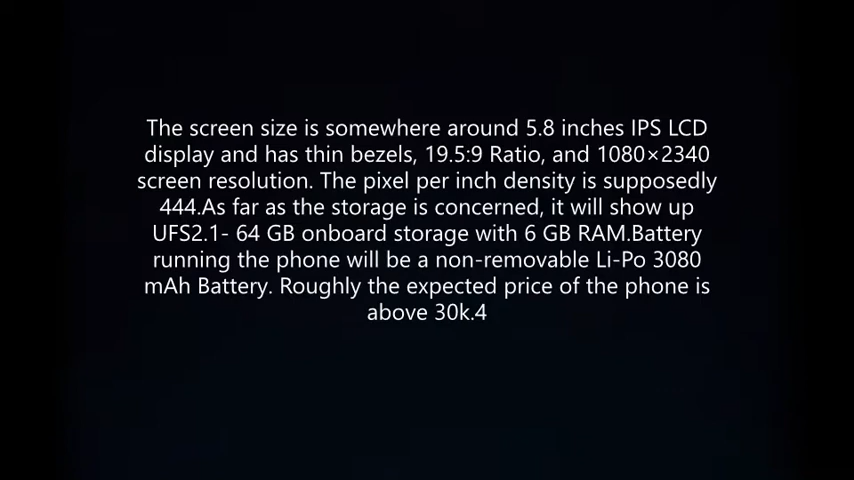 The screen size is somewhere around 5.8 inches IPS LCD
display and has thin bezels, 19.5:9 Ratio, and 1080×2340
screen resolution. The pixel per inch density is supposedly
444.As far as the storage is concerned, it will show up
UFS2.1- 64 GB onboard storage with 6 GB RAM.Battery
running the phone will be a non-removable Li-Po 3080
mAh Battery. Roughly the expected price of the phone is
above 30k.4